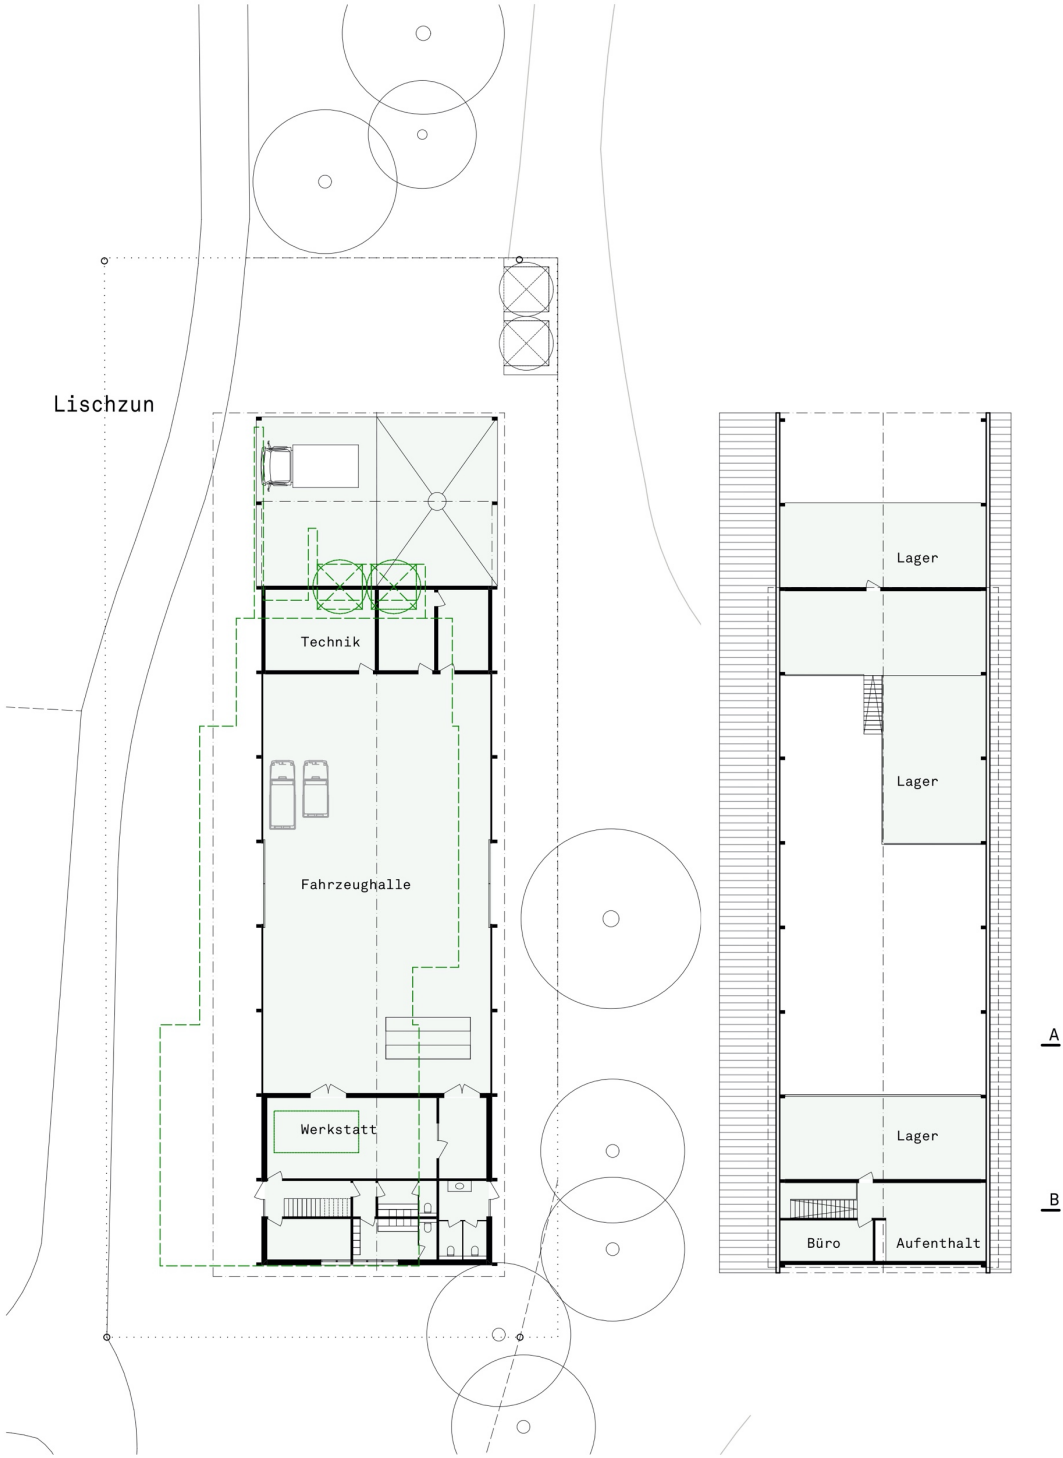 Lischzun
Technik
Fahrzeughalle
Werkstatt
Lager
Lager
Lager
Büro
Aufenthalt
A
B